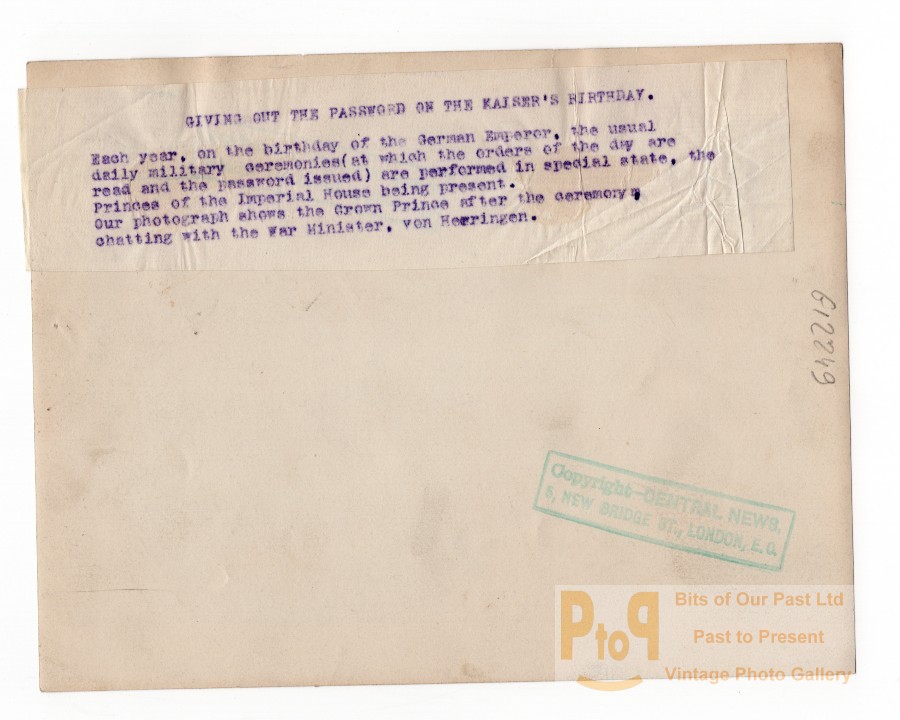 GIVING OUT THE PASSWORD ON THE KAISER'S BIRTHDAY.
Each year, on the birthday of the German Emperor, the usual
daily military ceremonies(at which the orders of the day are
read and the password issued) are performed in special state, the
Princes of the Imperial House being present.
Our photograph shows the Crown Prince after the ceremony,
chatting with the War Minister, von Heeringen.
G12249
Copyright—CENTRAL NEWS.
5, NEW BRIDGE ST., LONDON, E.C.
PtoP
Bits of Our Past Ltd
Past to Present
Vintage Photo Gallery